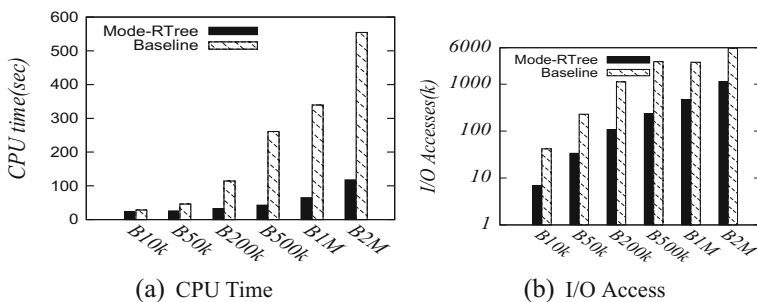 Mode-RTree
Baseline
CPU time(sec)
600
500
400
300
200
100
0
B10k
B50k
B200k
B500k
B1M
B2M
(a) CPU Time
Mode-RTree
Baseline
I/O Accesses(k)
6000
1000
100
10
1
B10k
B50k
B200k
B500k
B1M
B2M
(b) I/O Access